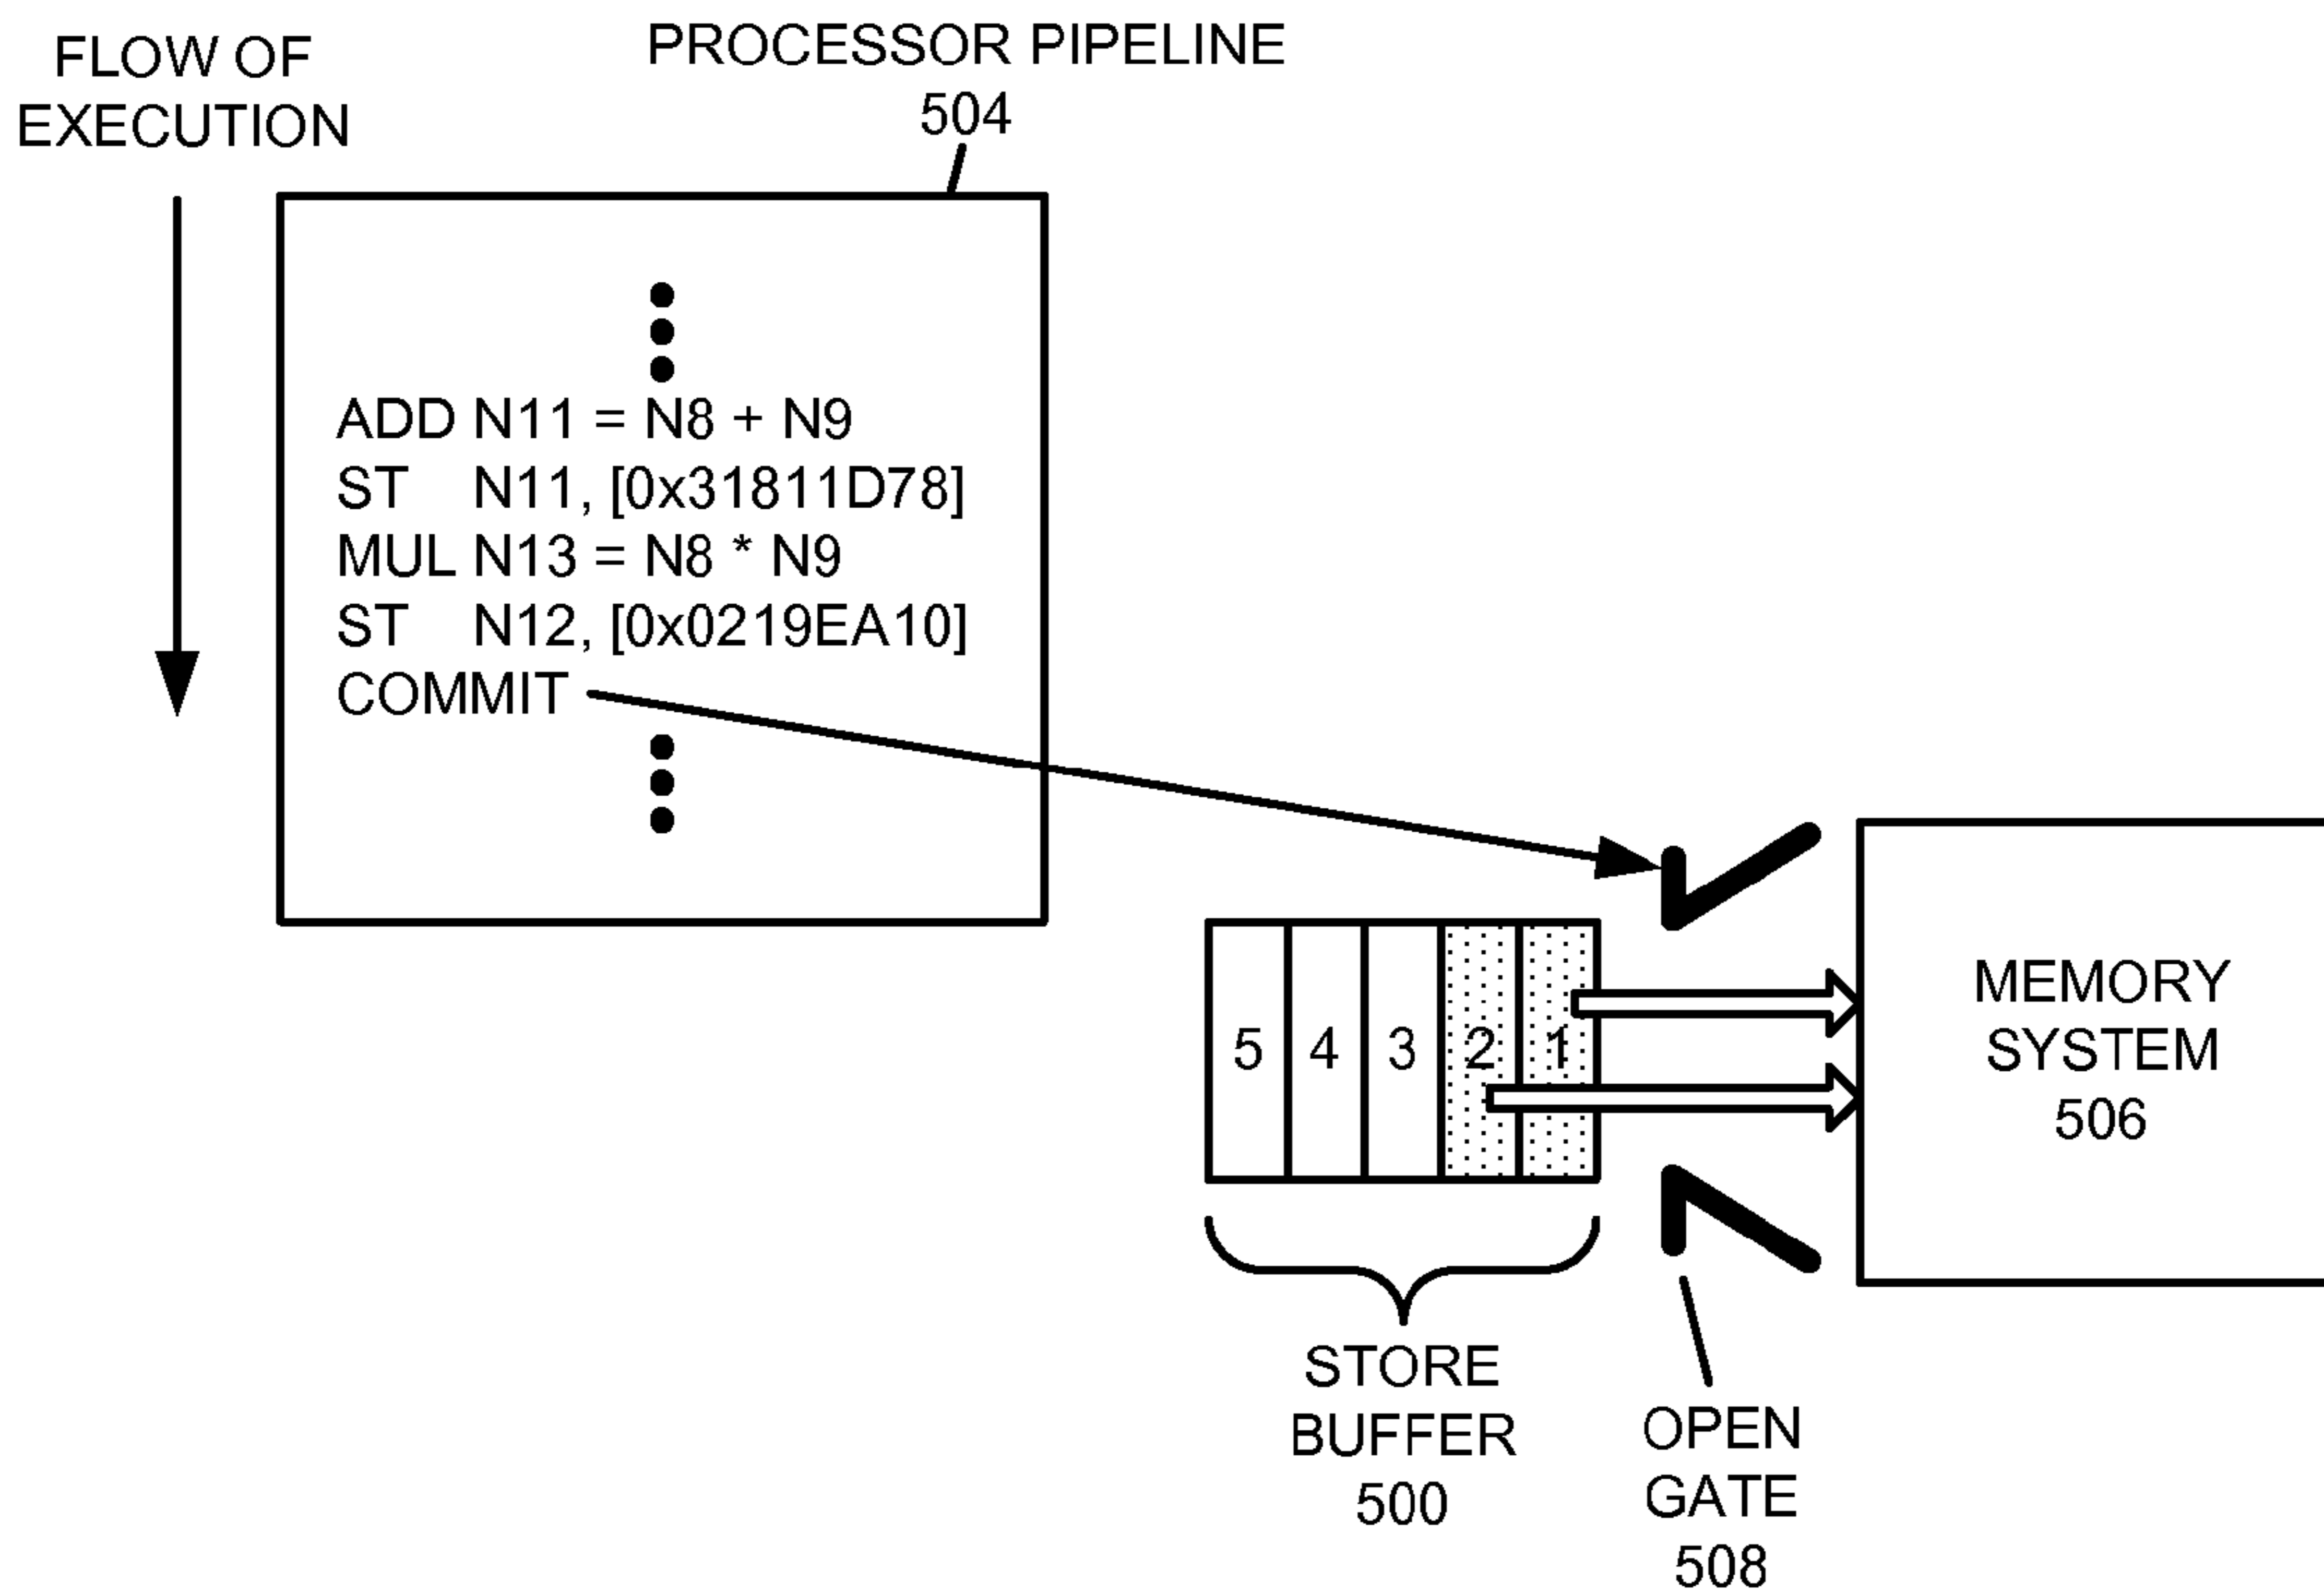 FLOW OF
EXECUTION
PROCESSOR PIPELINE
504
ADD N11 = N8 + N9
ST N11, [0x31811D78]
MUL N13 = N8 * N9
ST N12, [0x0219EA10]
COMMIT
5 4 3 2 1
MEMORY
SYSTEM
506
STORE
BUFFER
500
OPEN
GATE
508